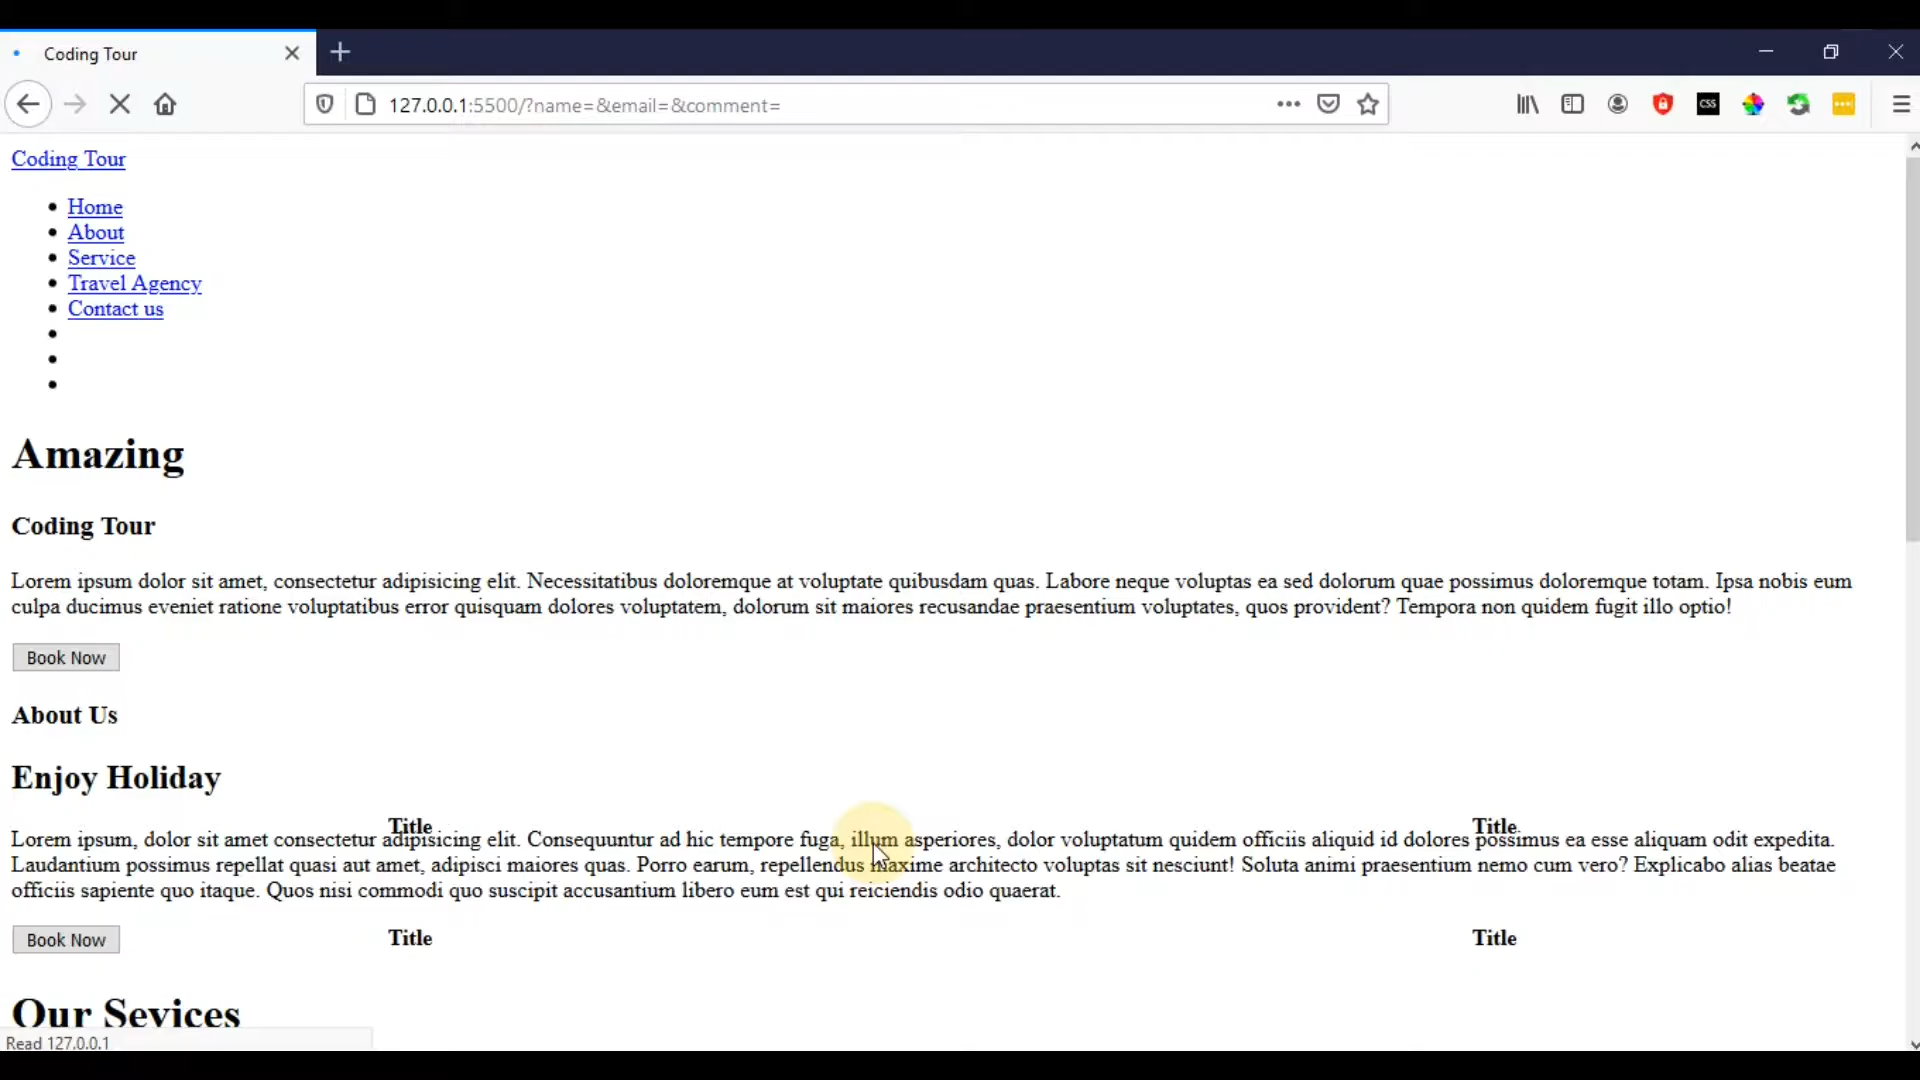 Coding Tour
127.0.0.1:5500/?name=&email=&comment=
CSS
Coding Tour
Home
About
Service
Travel Agency
Contact us
Amazing
Coding Tour
Lorem ipsum dolor sit amet, consectetur adipisicing elit. Necessitatibus doloremque at voluptate quibusdam quas. Labore neque voluptas ea sed dolorum quae possimus doloremque totam. Ipsa nobis eum
culpa ducimus eveniet ratione voluptatibus error quisquam dolores voluptatem, dolorum sit maiores recusandae praesentium voluptates, quos provident? Tempora non quidem fugit illo optio!
Book Now
About Us
Enjoy Holiday
Title Title
Lorem ipsum, dolor sit amet consectetur adipisicing elit. Consequuntur ad hic tempore fuga, illum asperiores, dolor voluptatum quidem officiis aliquid id dolores possimus ea esse aliquam odit expedita.
Laudantium possimus repellat quasi aut amet, adipisci maiores quas. Porro earum, repellendus maxime architecto voluptas sit nesciunt! Soluta animi praesentium nemo cum vero? Explicabo alias beatae
officiis sapiente quo itaque. Quos nisi commodi quo suscipit accusantium libero eum est qui reiciendis odio quaerat.
Book Now Title Title
Our Sevices
Read 127.0.0.1